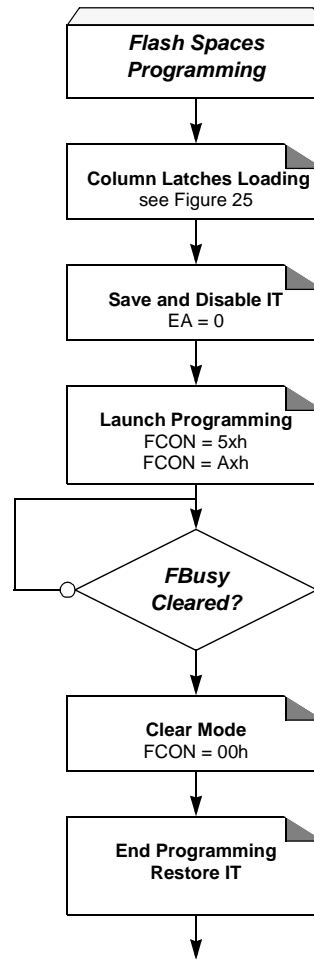 Flash Spaces
Programming
Column Latches Loading
see Figure 25
Save and Disable IT
EA = 0
Launch Programming
FCON = 5xh
FCON = Axh
FBusy
Cleared?
Clear Mode
FCON = 00h
End Programming
Restore IT